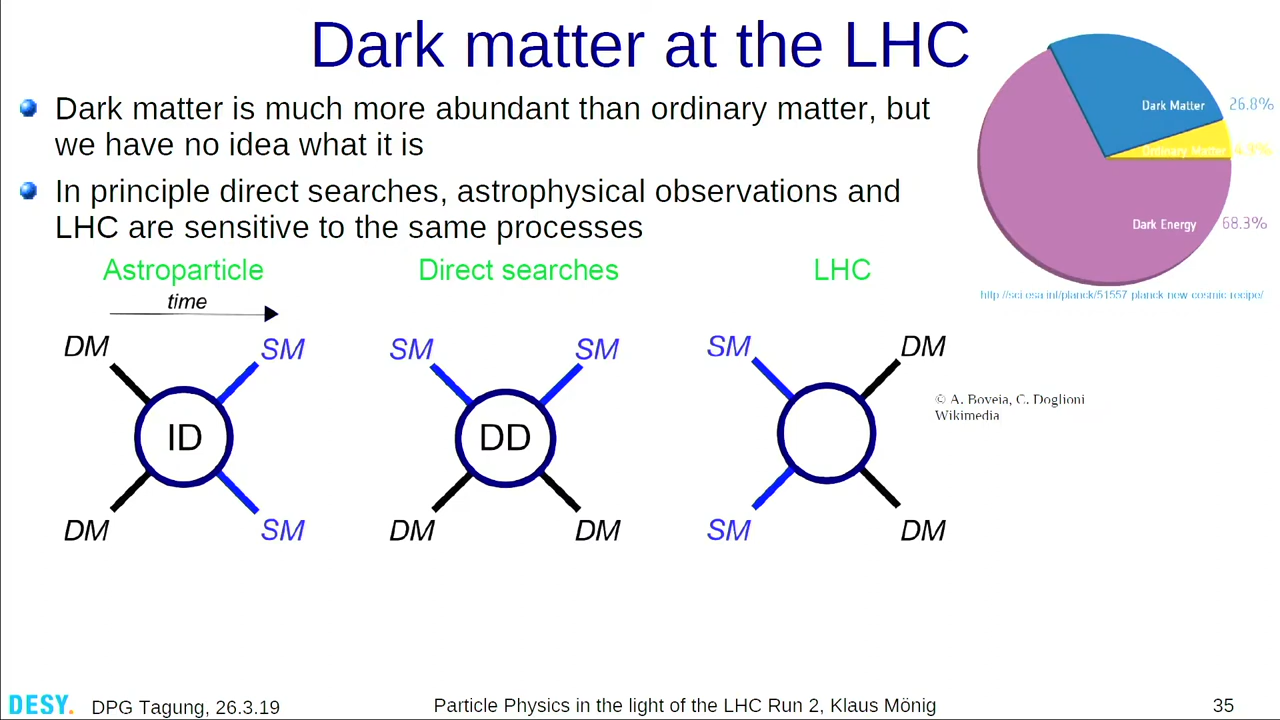 Dark matter at the LHC
Dark matter is much more abundant than ordinary matter, but
we have no idea what it is
In principle direct searches, astrophysical observations and
LHC are sensitive to the same processes
Dark Matter 26.8%
Ordinary Matter 4.9%
Dark Energy 68.3%
http://sci.esa.int/planck/51557-planck-new-cosmic-recipe/
Astroparticle
Direct searches
LHC
time
DM SM
SM SM
SM DM
© A. Boveia, C. Doglioni
Wikimedia
ID
DD
DM SM
DM DM
SM DM
DESY. DPG Tagung, 26.3.19
Particle Physics in the light of the LHC Run 2, Klaus Mönig
35